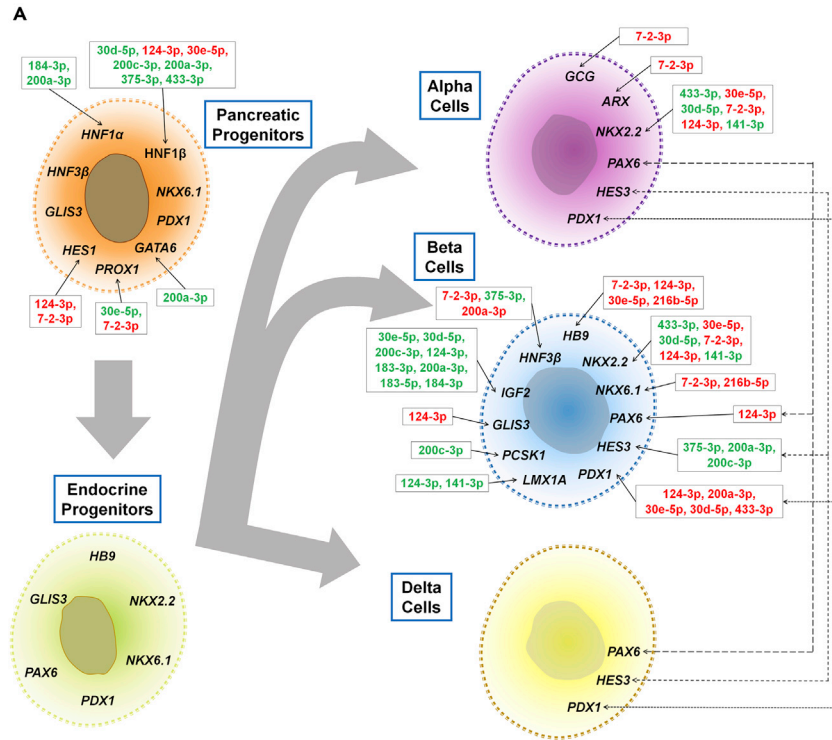 A
184-3p,
200a-3p
30d-5p, 124-3p, 30e-5p,
200c-3p, 200a-3p,
375-3p, 433-3p
Pancreatic
Progenitors
HNF1α
HNF1β
HNF3β
NKX6.1
GLIS3
PDX1
HES1
GATA6
PROX1
124-3p,
7-2-3p
30e-5p,
7-2-3p
200a-3p
Endocrine
Progenitors
HB9
GLIS3
NKX2.2
NKX6.1
PAX6
PDX1
Alpha
Cells
7-2-3p
GCG
7-2-3p
ARX
433-3p, 30e-5p,
30d-5p, 7-2-3p,
124-3p, 141-3p
NKX2.2
PAX6
HES3
PDX1
Beta
Cells
7-2-3p, 375-3p,
200a-3p
7-2-3p, 124-3p,
30e-5p, 216b-5p
HB9
HNF3β
NKX2.2
433-3p, 30e-5p,
30d-5p, 7-2-3p,
124-3p, 141-3p
30e-5p, 30d-5p,
200c-3p, 124-3p,
183-3p, 200a-3p,
183-5p, 184-3p
IGF2
NKX6.1
7-2-3p, 216b-5p
124-3p
GLIS3
PAX6
124-3p
200c-3p
PCSK1
HES3
375-3p, 200a-3p,
200c-3p
124-3p, 141-3p
LMX1A
PDX1
124-3p, 200a-3p,
30e-5p, 30d-5p, 433-3p
Delta
Cells
PAX6
HES3
PDX1